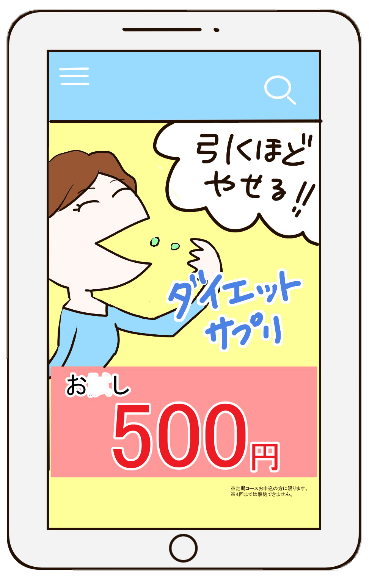 引くほど
やせる!!
ダイエット
サプリ
お し
500円